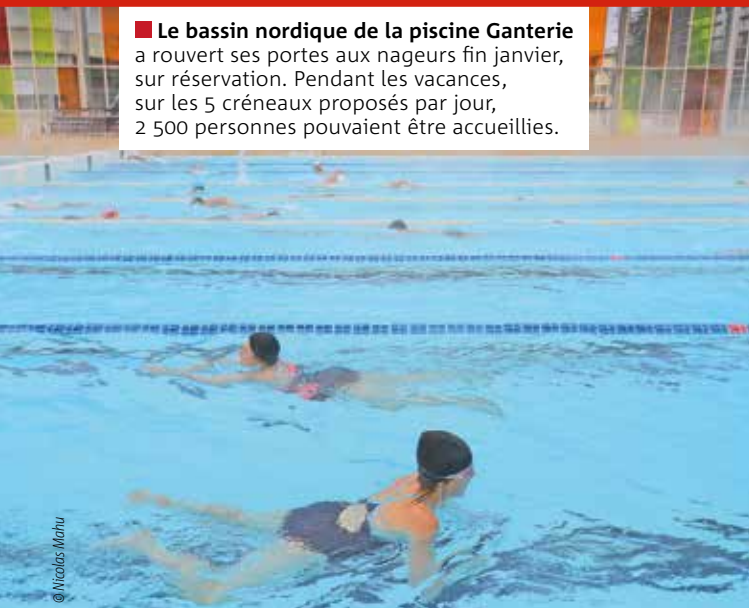 Le bassin nordique de la piscine Ganterie
a rouvert ses portes aux nageurs fin janvier,
sur réservation. Pendant les vacances,
sur les 5 créneaux proposés par jour,
2 500 personnes pouvaient être accueillies.
© Nicolas Mahu